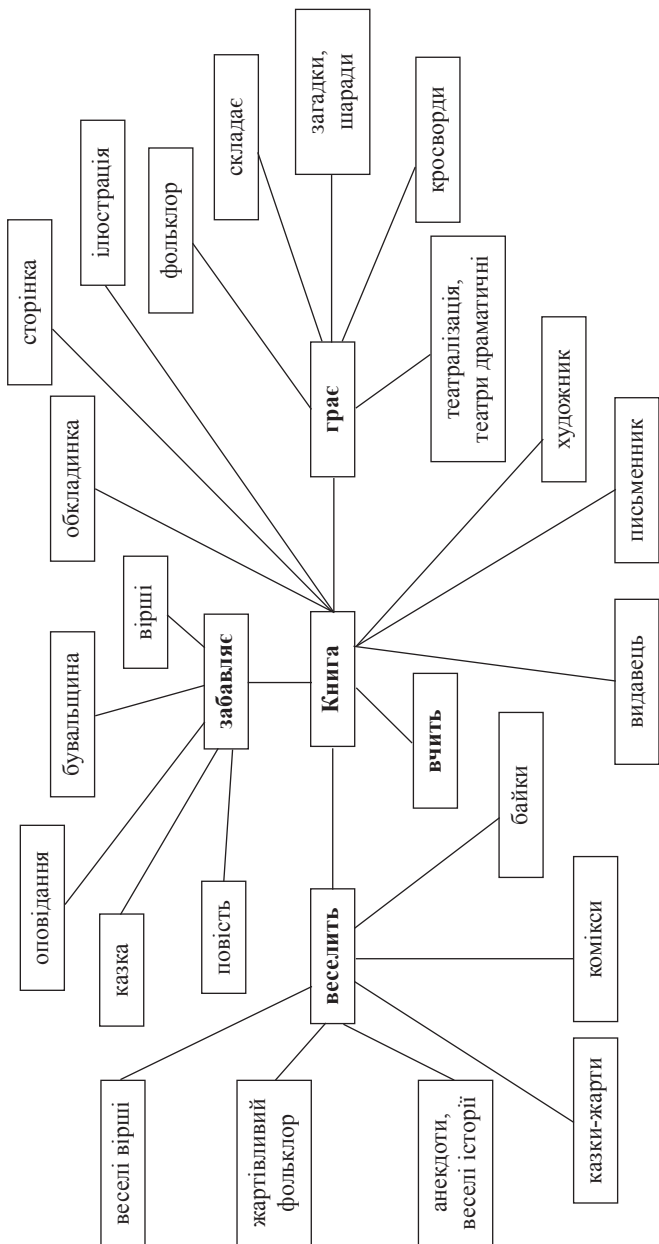 сторінка
ілюстрація
обкладинка
фольклор
вірші
складає
бувальщина
загадки,
шаради
оповідання
забавляє
казка
повість
кросворди
веселі вірші
веселить
Книга
грає
жартівливий
фольклор
вчить
театралізація,
театри драматичні
анекдоти,
веселі історії
байки
художник
казки-жарти
комікси
видавець
письменник